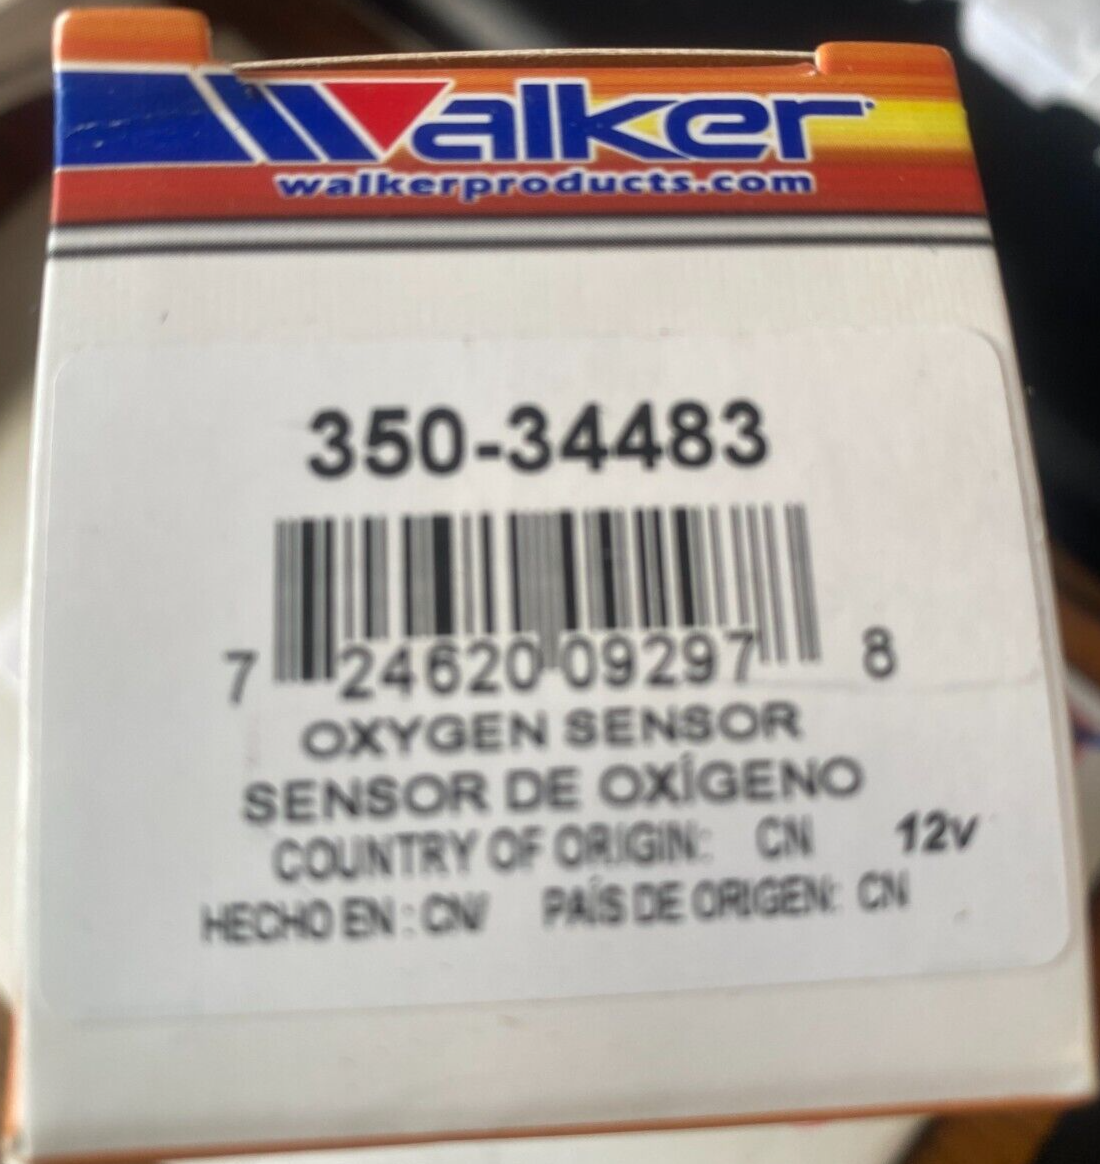 Walker
walkerproducts.com
350-34483
7 24620 09297 8
OXYGEN SENSOR
SENSOR DE OXÍGENO
COUNTRY OF ORIGIN: CN 12v
HECHO EN : CN/ PAÍS DE ORIGEN: CN